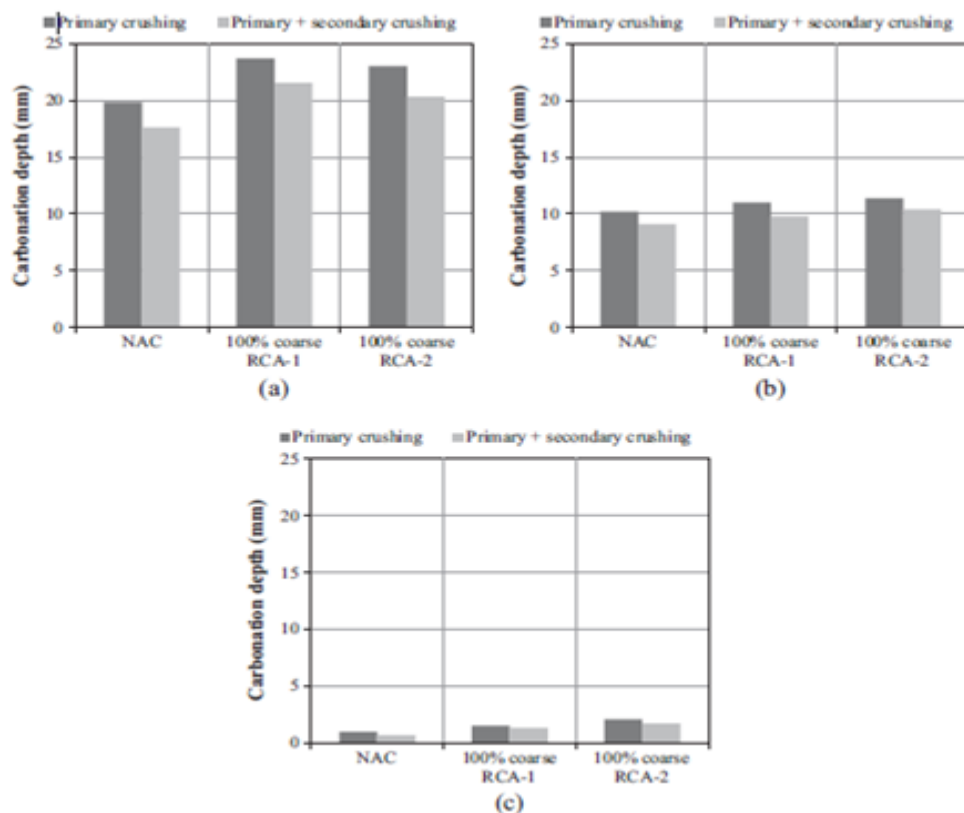 Primary crushing Primary + secondary crushing
Carbonation depth (mm)
25
20
15
10
5
0
NAC 100% coarse 100% coarse
RCA-1 RCA-2
(a)
Primary crushing Primary + secondary crushing
Carbonation depth (mm)
25
20
15
10
5
0
NAC 100% coarse 100% coarse
RCA-1 RCA-2
(b)
Primary crushing Primary + secondary crushing
Carbonation depth (mm)
25
20
15
10
5
0
NAC 100% coarse 100% coarse
RCA-1 RCA-2
(c)